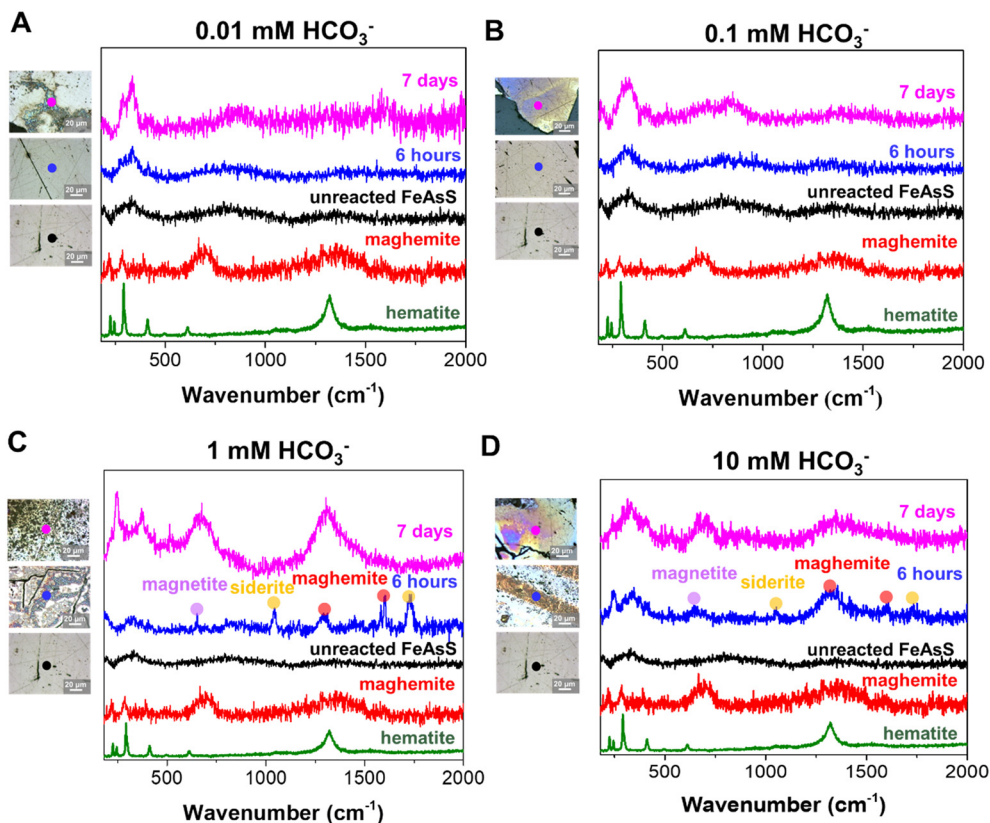 A
0.01 mM HCO₃⁻
7 days
6 hours
unreacted FeAsS
maghemite
hematite
20 µm
20 µm
20 µm
500 1000 1500 2000
Wavenumber (cm⁻¹)
B
0.1 mM HCO₃⁻
7 days
6 hours
unreacted FeAsS
maghemite
hematite
20 µm
20 µm
20 µm
500 1000 1500 2000
Wavenumber (cm⁻¹)
C
1 mM HCO₃⁻
7 days
magnetite siderite maghemite 6 hours
unreacted FeAsS
maghemite
hematite
20 µm
20 µm
20 µm
500 1000 1500 2000
Wavenumber (cm⁻¹)
D
10 mM HCO₃⁻
7 days
magnetite siderite maghemite 6 hours
unreacted FeAsS
maghemite
hematite
20 µm
20 µm
20 µm
500 1000 1500 2000
Wavenumber (cm⁻¹)